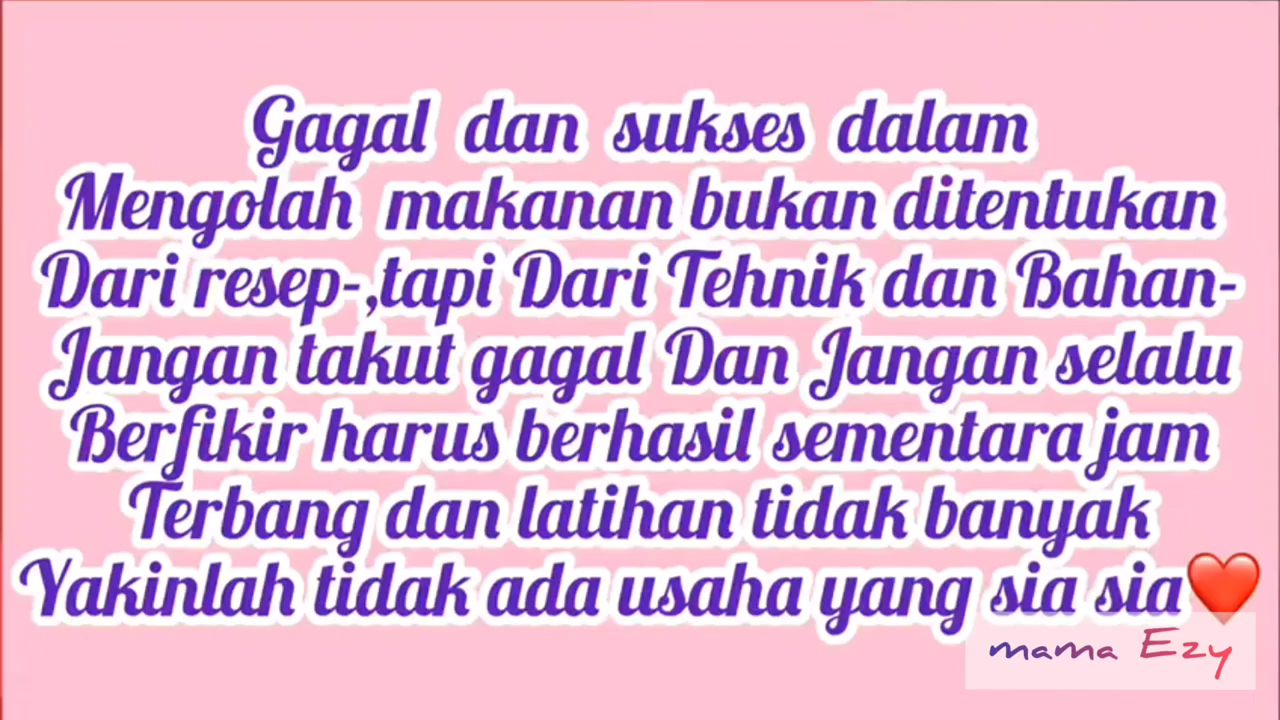 Gagal dan sukses dalam
Mengolah makanan bukan ditentukan
Dari resep-,tapi Dari Tehnik dan Bahan-
Jangan takut gagal Dan Jangan selalu
Berfikir harus berhasil sementara jam
Terbang dan latihan tidak banyak
Yakinlah tidak ada usaha yang sia sia❤️
mama Ezy